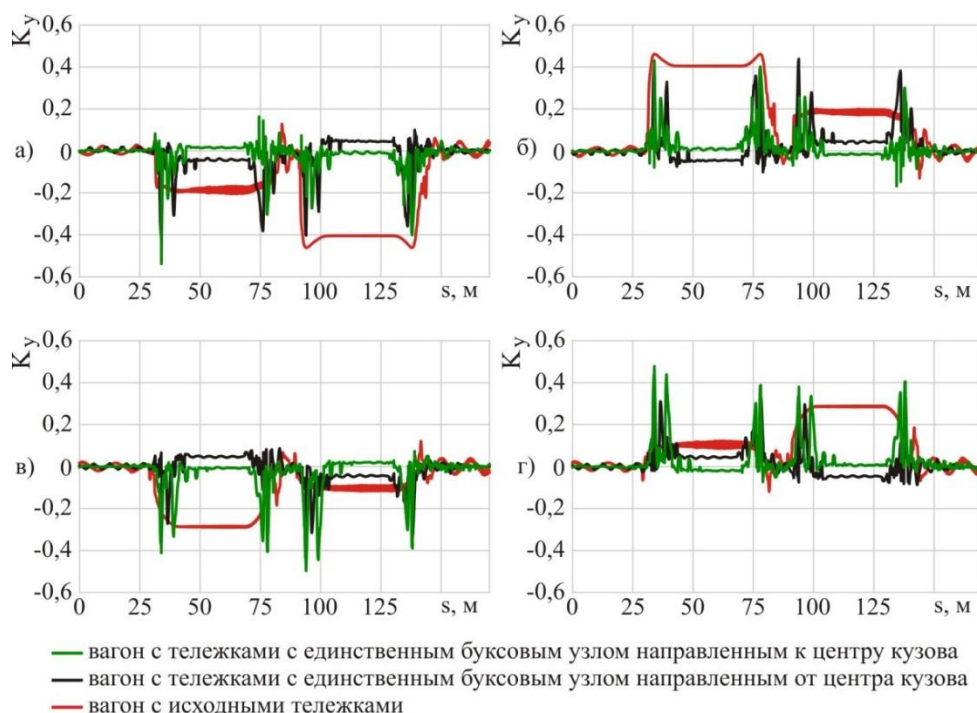 Kу 0,6
0,4
0,2
а) 0
-0,2
-0,4
-0,6
0 25 50 75 100 125 s, м
Kу 0,6
0,4
0,2
б) 0
-0,2
-0,4
-0,6
0 25 50 75 100 125 s, м
Kу 0,6
0,4
0,2
в) 0
-0,2
-0,4
-0,6
0 25 50 75 100 125 s, м
Kу 0,6
0,4
0,2
г) 0
-0,2
-0,4
-0,6
0 25 50 75 100 125 s, м
вагон с тележками с единственным буксовым узлом направленным к центру кузова
вагон с тележками с единственным буксовым узлом направленным от центра кузова
вагон с исходными тележками